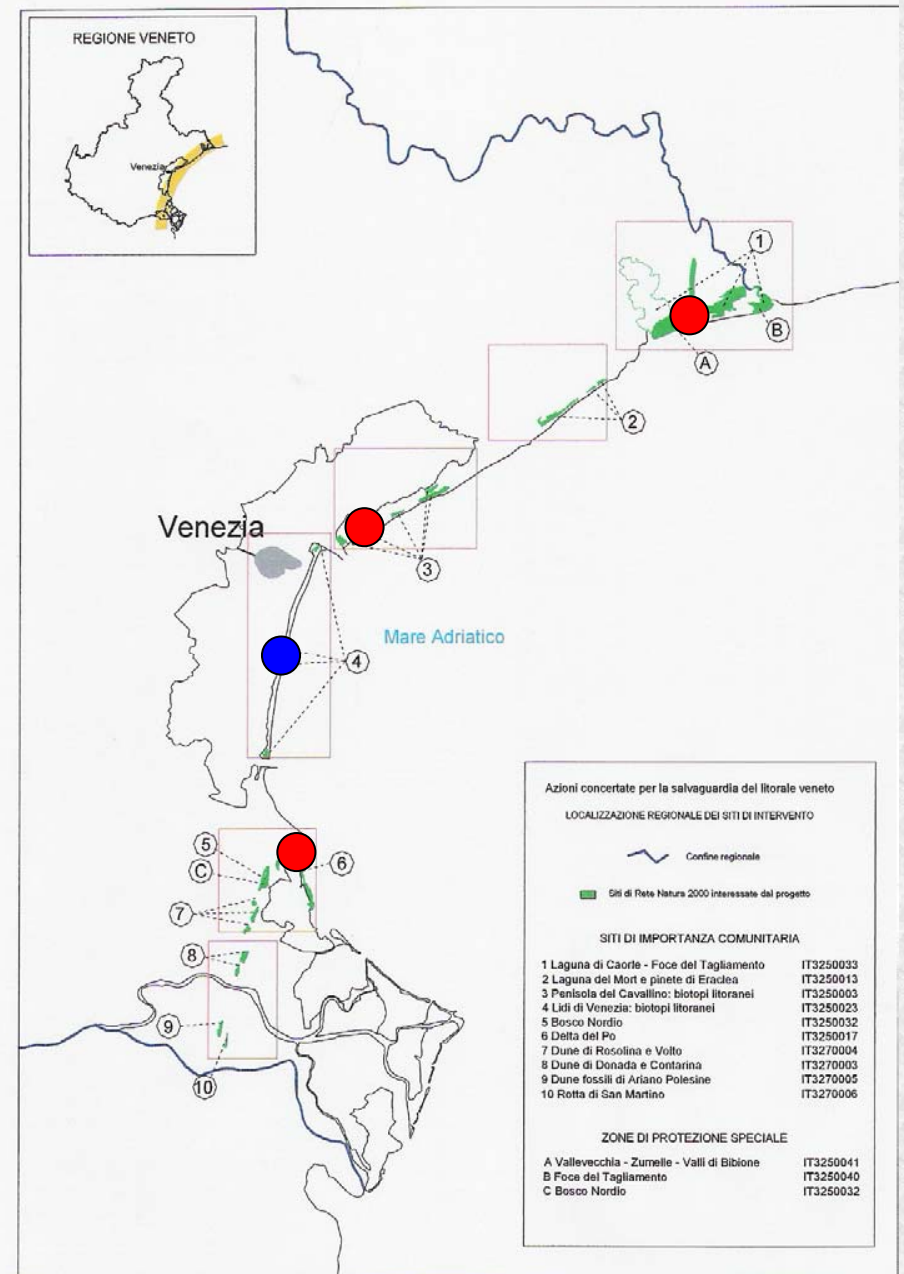 REGIONE VENETO
Venezia
1
B
A
2
Venezia
3
Mare Adriatico
4
5
6
C
7
8
9
10
Azioni concertate per la salvaguardia del litorale veneto
LOCALIZZAZIONE REGIONALE DEI SITI DI INTERVENTO
Confine regionale
Siti di Rete Natura 2000 interessate dal progetto
SITI DI IMPORTANZA COMUNITARIA
1 Laguna di Caorle - Foce del Tagliamento IT3250033
2 Laguna del Mort e pinete di Eraclea IT3250013
3 Penisola del Cavallino: biotopi litoranei IT3250003
4 Lidi di Venezia: biotopi litoranei IT3250023
5 Bosco Nordio IT3250032
6 Delta del Po IT3250017
7 Dune di Rosolina e Volto IT3270004
8 Dune di Donada e Contarina IT3270003
9 Dune fossili di Ariano Polesine IT3270005
10 Rotta di San Martino IT3270006
ZONE DI PROTEZIONE SPECIALE
A Vallevecchia - Zumelle - Valli di Bibione IT3250041
B Foce del Tagliamento IT3250040
C Bosco Nordio IT3250032